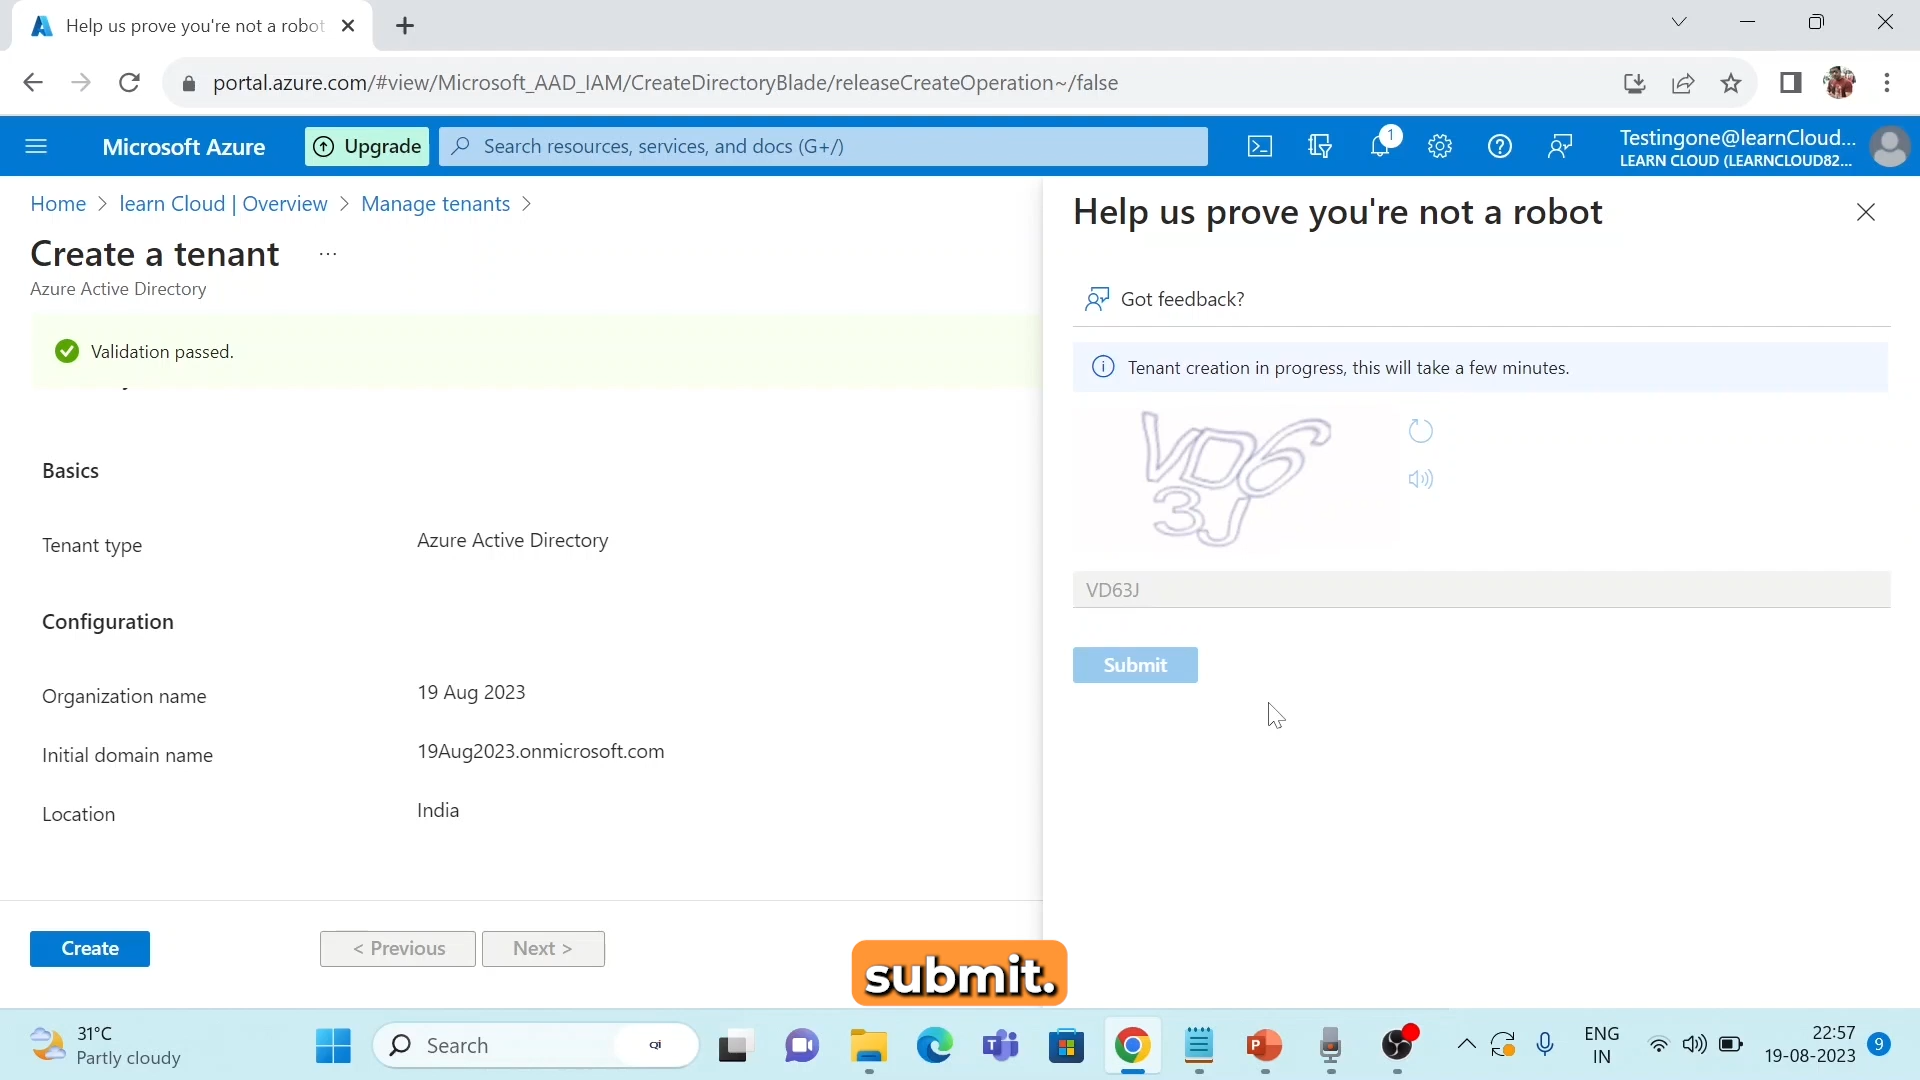 Help us prove you're not a robot
portal.azure.com/#view/Microsoft_AAD_IAM/CreateDirectoryBlade/releaseCreateOperation~/false
Microsoft Azure
Upgrade
Search resources, services, and docs (G+/)
1
Testingone@learnCloud...
LEARN CLOUD (LEARNCLOUD82...
Home > learn Cloud | Overview > Manage tenants >
Create a tenant ...
Azure Active Directory
Validation passed.
Basics
Tenant type Azure Active Directory
Configuration
Organization name 19 Aug 2023
Initial domain name 19Aug2023.onmicrosoft.com
Location India
Create
< Previous
Next >
Help us prove you're not a robot
Got feedback?
Tenant creation in progress, this will take a few minutes.
VD6
3J
VD63J
Submit
submit.
31°C
Partly cloudy
Search
ENG
IN
22:57
19-08-2023
9